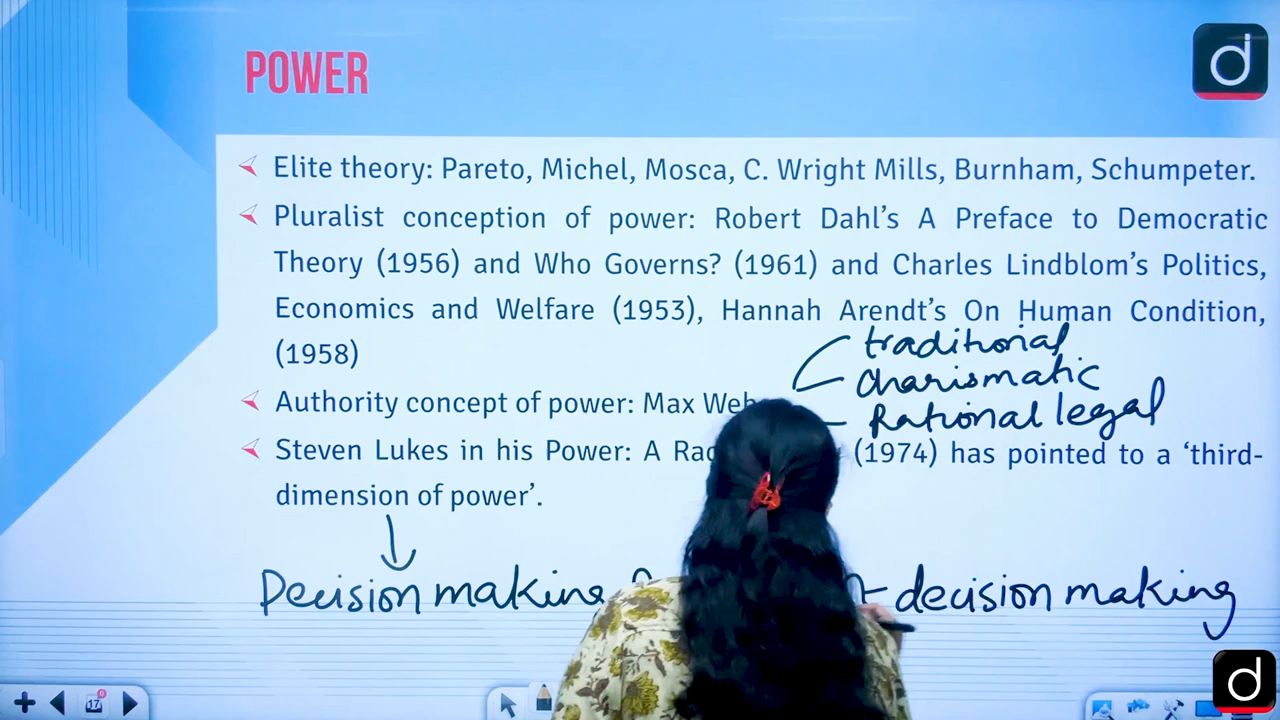 POWER
Elite theory: Pareto, Michel, Mosca, C. Wright Mills, Burnham, Schumpeter.
Pluralist conception of power: Robert Dahl’s A Preface to Democratic
Theory (1956) and Who Governs? (1961) and Charles Lindblom’s Politics,
Economics and Welfare (1953), Hannah Arendt’s On Human Condition,
(1958)
traditional
charismatic
Rational legal
Authority concept of power: Max
Steven Lukes in his Power: A (1974) has pointed to a ‘third-
dimension of power’.
Decision making decision making
17
d
d